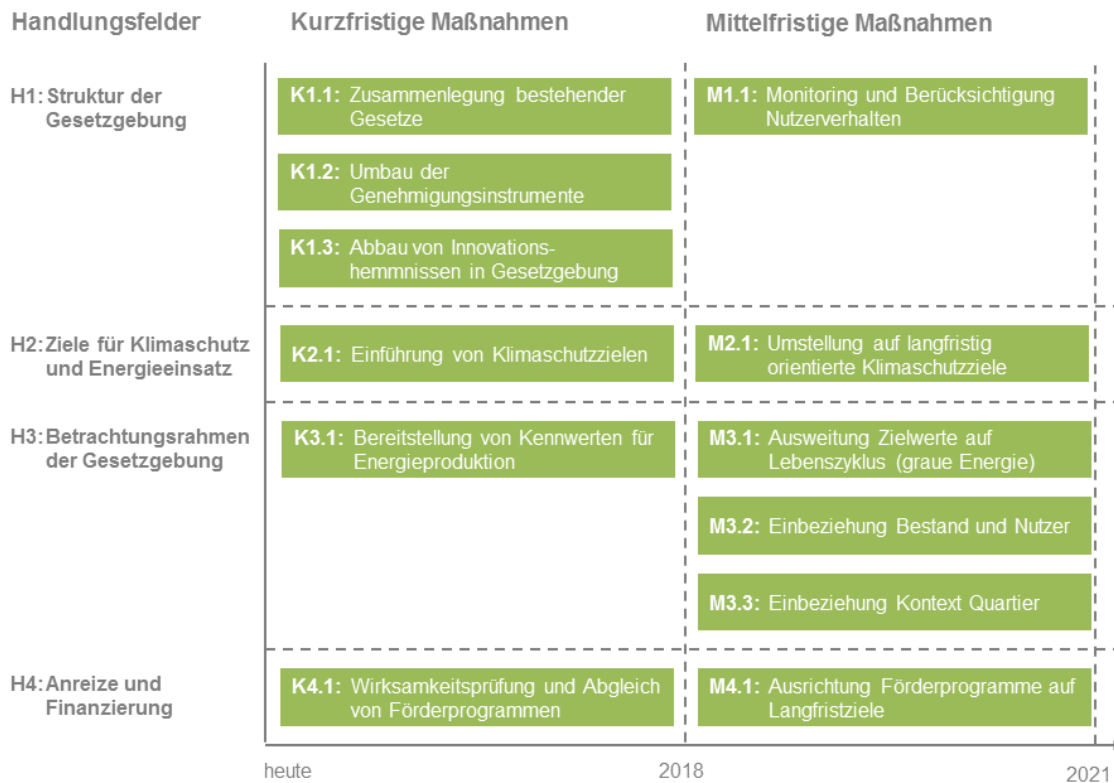 Handlungsfelder
Kurzfristige Maßnahmen
Mittelfristige Maßnahmen
H1: Struktur der
Gesetzgebung
K1.1: Zusammenlegung bestehender
Gesetze
M1.1: Monitoring und Berücksichtigung
Nutzerverhalten
K1.2: Umbau der
Genehmigungsinstrumente
K1.3: Abbau von Innovations-
hemmnissen in Gesetzgebung
H2: Ziele für Klimaschutz
und Energieeinsatz
K2.1: Einführung von Klimaschutzzielen
M2.1: Umstellung auf langfristig
orientierte Klimaschutzziele
H3: Betrachtungsrahmen
der Gesetzgebung
K3.1: Bereitstellung von Kennwerten für
Energieproduktion
M3.1: Ausweitung Zielwerte auf
Lebenszyklus (graue Energie)
M3.2: Einbeziehung Bestand und Nutzer
M3.3: Einbeziehung Kontext Quartier
H4: Anreize und
Finanzierung
K4.1: Wirksamkeitsprüfung und Abgleich
von Förderprogrammen
M4.1: Ausrichtung Förderprogramme auf
Langfristziele
heute
2018
2021